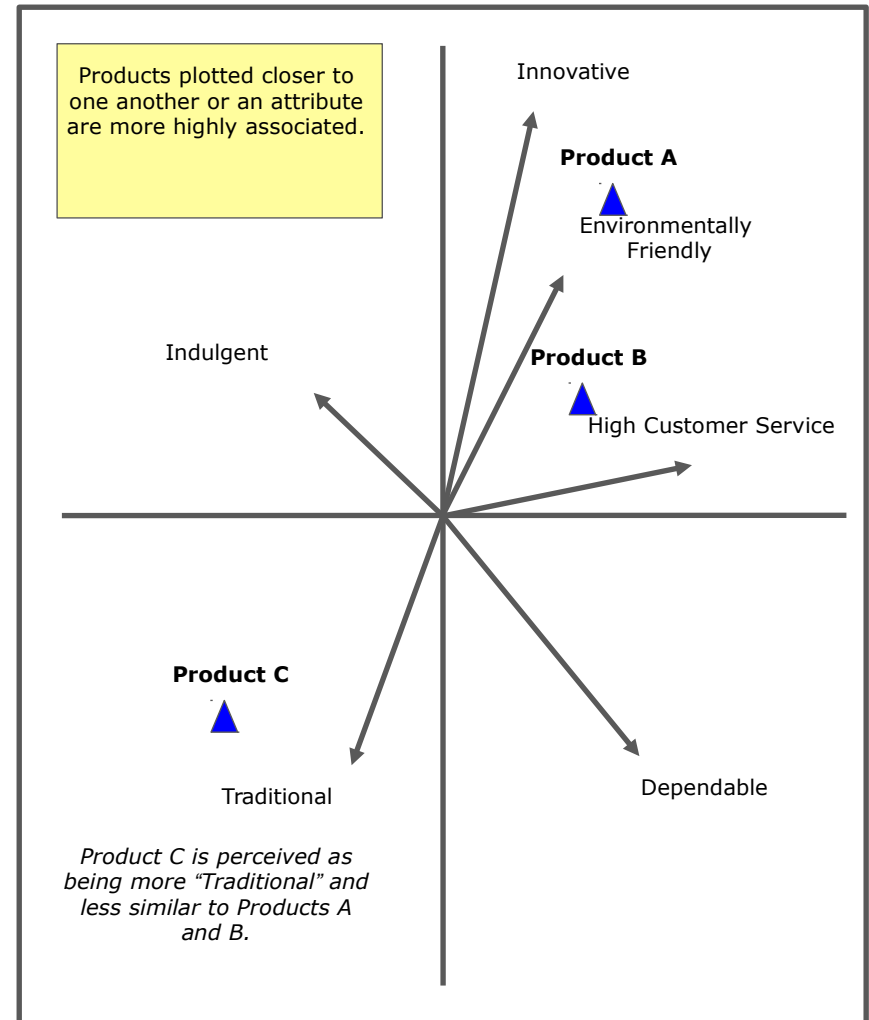 Products plotted closer to
one another or an attribute
are more highly associated.
Innovative
Product A
Environmentally
Friendly
Indulgent
Product B
High Customer Service
Product C
Traditional
Dependable
Product C is perceived as
being more “Traditional” and
less similar to Products A
and B.